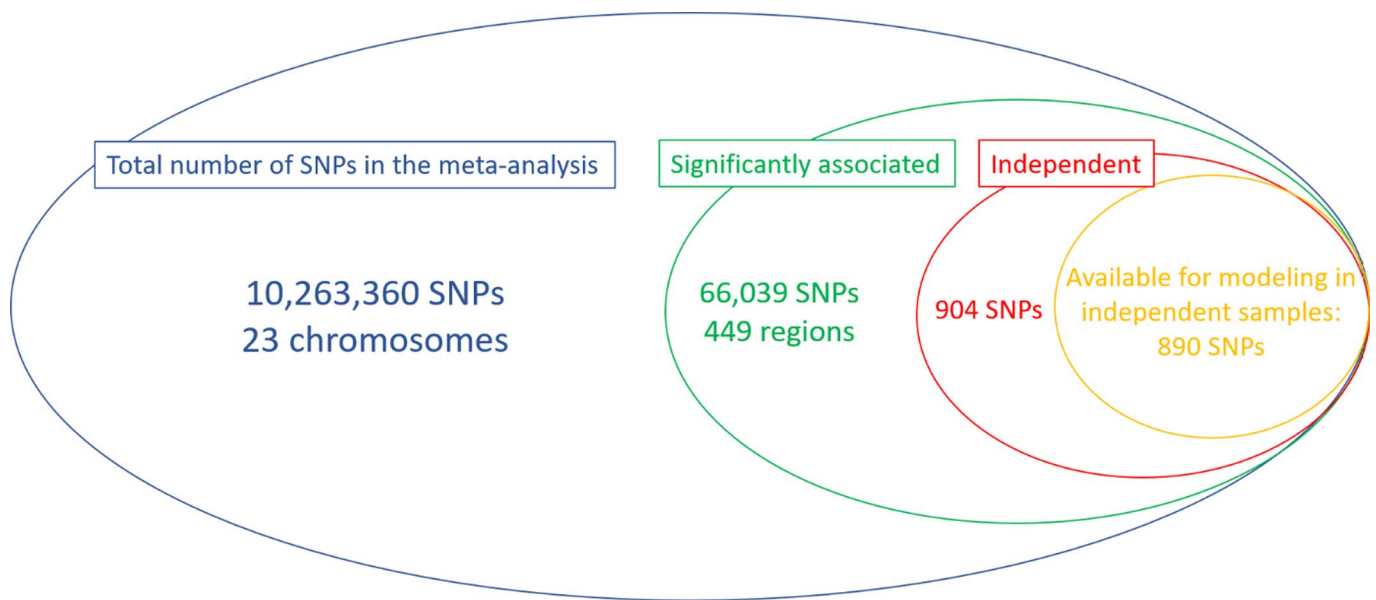 Total number of SNPs in the meta-analysis
10,263,360 SNPs
23 chromosomes
Significantly associated
66,039 SNPs
449 regions
Independent
904 SNPs
Available for modeling in
independent samples:
890 SNPs